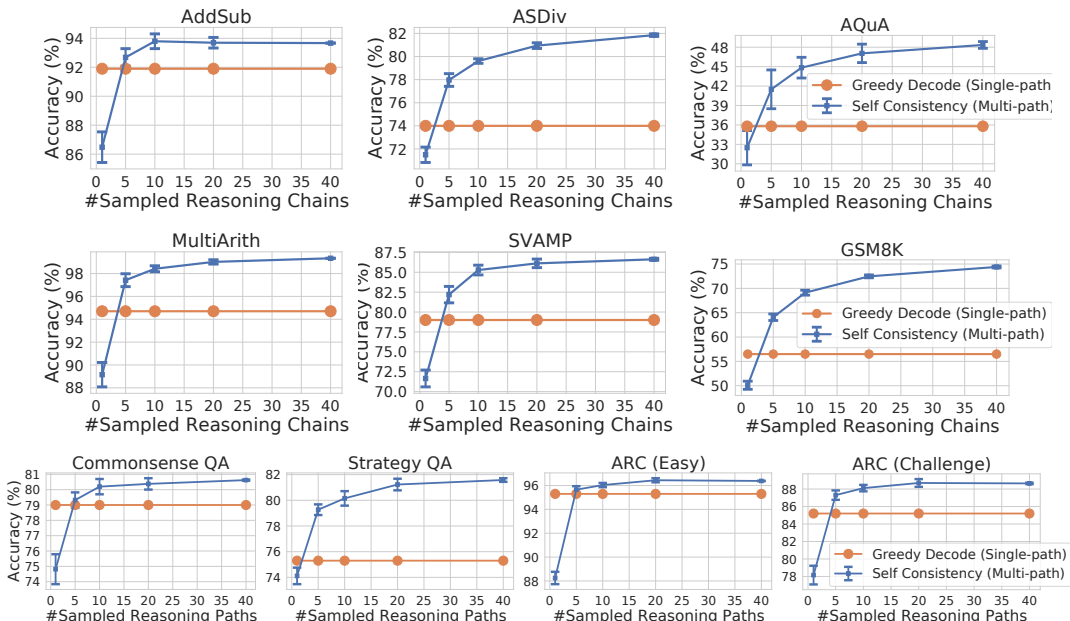 AddSub
Accuracy (%)
94
92
90
88
86
0 5 10 20 30 40
#Sampled Reasoning Chains
ASDiv
Accuracy (%)
82
80
78
76
74
72
0 5 10 20 30 40
#Sampled Reasoning Chains
AQuA
Accuracy (%)
48
45
42
39
36
33
30
Greedy Decode (Single-path
Self Consistency (Multi-path)
0 5 10 15 20 25 30 35 40
#Sampled Reasoning Chains
MultiArith
Accuracy (%)
98
96
94
92
90
88
0 5 10 15 20 25 30 35 40
#Sampled Reasoning Chains
SVAMP
Accuracy (%)
87.5
85.0
82.5
80.0
77.5
75.0
72.5
70.0
0 5 10 15 20 25 30 35 40
#Sampled Reasoning Chains
GSM8K
Accuracy (%)
75
70
65
60
55
50
Greedy Decode (Single-path)
Self Consistency (Multi-path)
0 5 10 15 20 25 30 35 40
#Sampled Reasoning Chains
Commonsense QA
Accuracy (%)
81
80
79
78
77
76
75
74
0 5 10 15 20 25 30 35 40
#Sampled Reasoning Paths
Strategy QA
82
80
78
76
74
0 5 10 15 20 25 30 35 40
#Sampled Reasoning Paths
ARC (Easy)
96
94
92
90
88
0 5 10 15 20 25 30 35 40
#Sampled Reasoning Paths
ARC (Challenge)
88
86
84
82
80
78
Greedy Decode (Single-path)
Self Consistency (Multi-path)
0 5 10 15 20 25 30 35 40
#Sampled Reasoning Paths